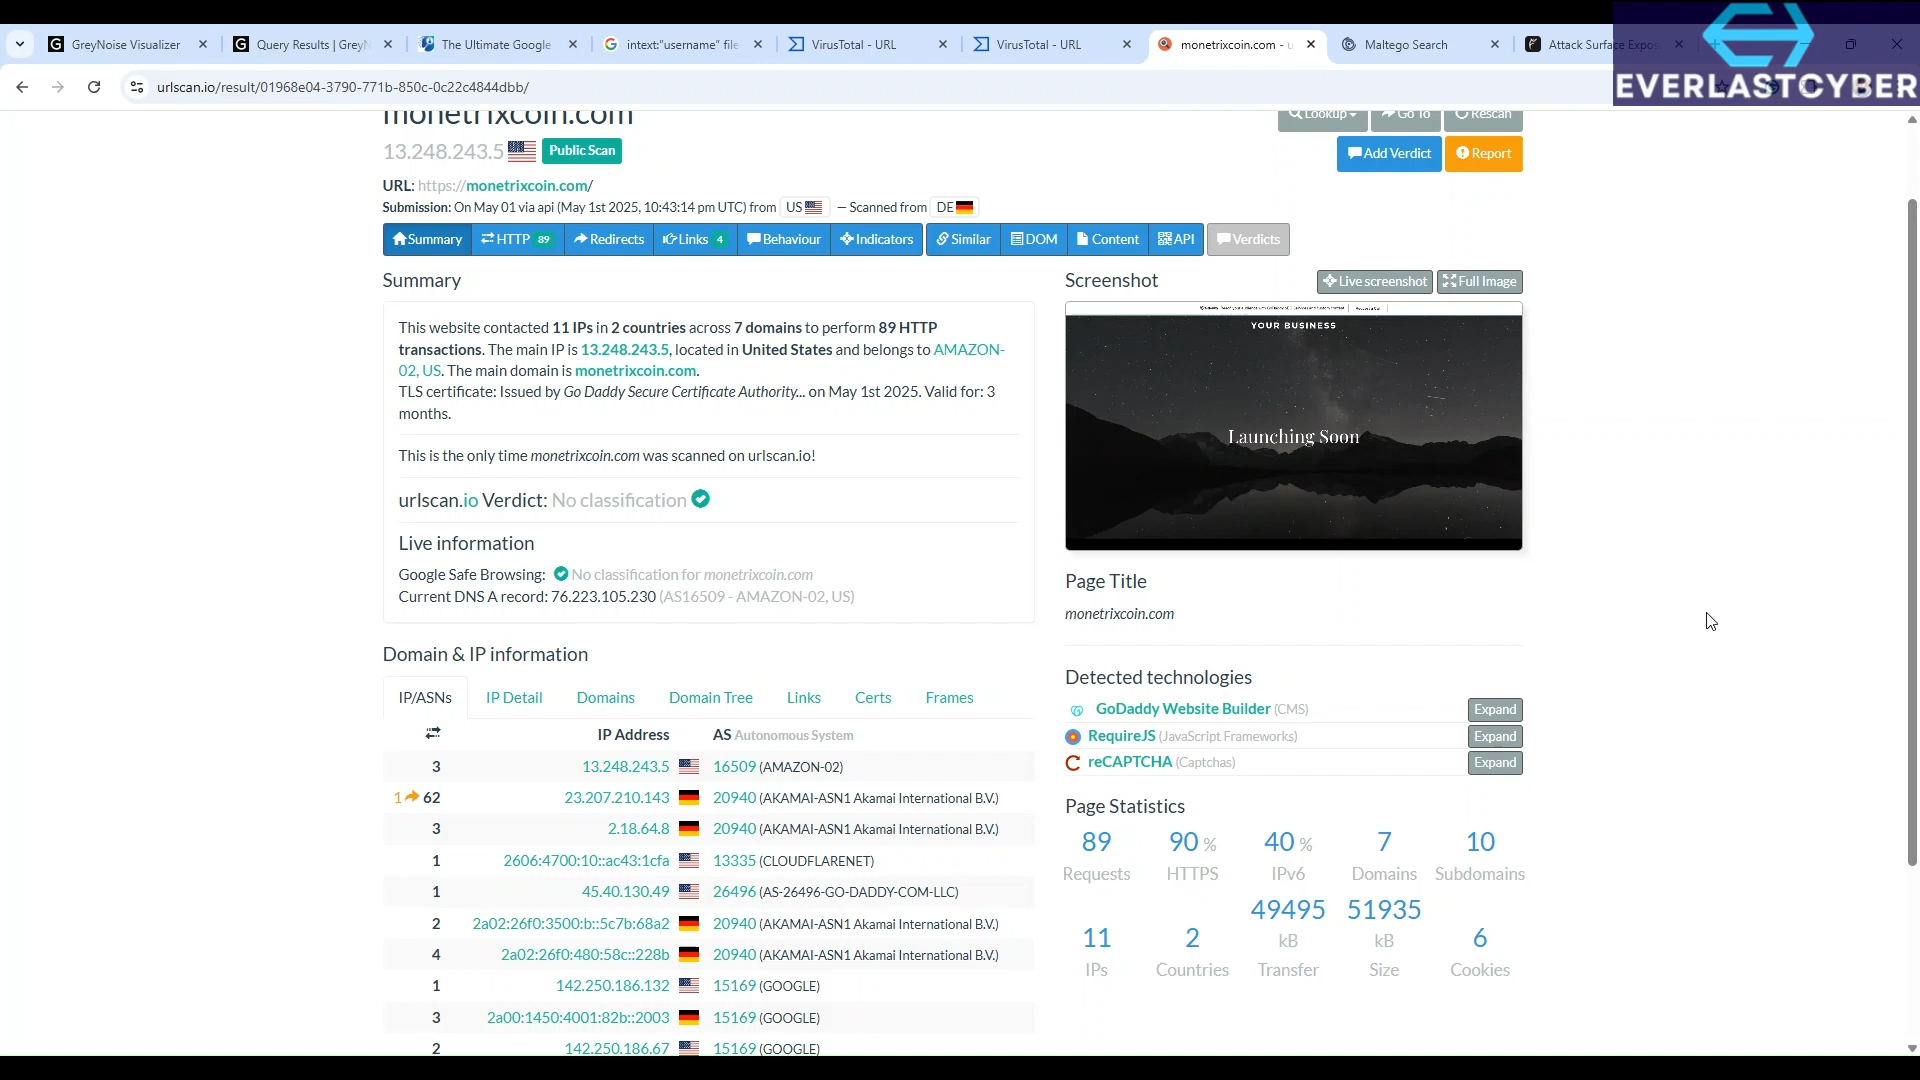 GreyNoise Visualizer
Query Results | GreyN
The Ultimate Google
intext:"username" file
VirusTotal - URL
VirusTotal - URL
monetrixcoin.com - u
Maltego Search
Attack Surface Expos
EVERLASTCYBER
urlscan.io/result/01968e04-3790-771b-850c-0c22c4844dbb/
monetrixcoin.com
Lookup
Go To
Rescan
13.248.243.5
Public Scan
Add Verdict
Report
URL: https://monetrixcoin.com/
Submission: On May 01 via api (May 1st 2025, 10:43:14 pm UTC) from US — Scanned from DE
Summary
HTTP 89
Redirects
Links 4
Behaviour
Indicators
Similar
DOM
Content
API
Verdicts
Summary
This website contacted 11 IPs in 2 countries across 7 domains to perform 89 HTTP
transactions. The main IP is 13.248.243.5, located in United States and belongs to AMAZON-
02, US. The main domain is monetrixcoin.com.
TLS certificate: Issued by Go Daddy Secure Certificate Authority... on May 1st 2025. Valid for: 3
months.
This is the only time monetrixcoin.com was scanned on urlscan.io!
urlscan.io Verdict: No classification
Live information
Google Safe Browsing: No classification for monetrixcoin.com
Current DNS A record: 76.223.105.230 (AS16509 - AMAZON-02, US)
Domain & IP information
IP/ASNs
IP Detail
Domains
Domain Tree
Links
Certs
Frames
IP Address
AS Autonomous System
3 13.248.243.5 16509 (AMAZON-02)
1 62 23.207.210.143 20940 (AKAMAI-ASN1 Akamai International B.V.)
3 2.18.64.8 20940 (AKAMAI-ASN1 Akamai International B.V.)
1 2606:4700:10::ac43:1cfa 13335 (CLOUDFLARENET)
1 45.40.130.49 26496 (AS-26496-GO-DADDY-COM-LLC)
2 2a02:26f0:3500:b::5c7b:68a2 20940 (AKAMAI-ASN1 Akamai International B.V.)
4 2a02:26f0:480:58c::228b 20940 (AKAMAI-ASN1 Akamai International B.V.)
1 142.250.186.132 15169 (GOOGLE)
3 2a00:1450:4001:82b::2003 15169 (GOOGLE)
2 142.250.186.67 15169 (GOOGLE)
Screenshot
Live screenshot
Full Image
YOUR BUSINESS
Launching Soon
Page Title
monetrixcoin.com
Detected technologies
GoDaddy Website Builder (CMS)
Expand
RequireJS (JavaScript Frameworks)
Expand
reCAPTCHA (Captchas)
Expand
Page Statistics
89
90 %
40 %
7
10
Requests
HTTPS
IPv6
Domains
Subdomains
11
2
49495
51935
6
kB
kB
IPs
Countries
Transfer
Size
Cookies